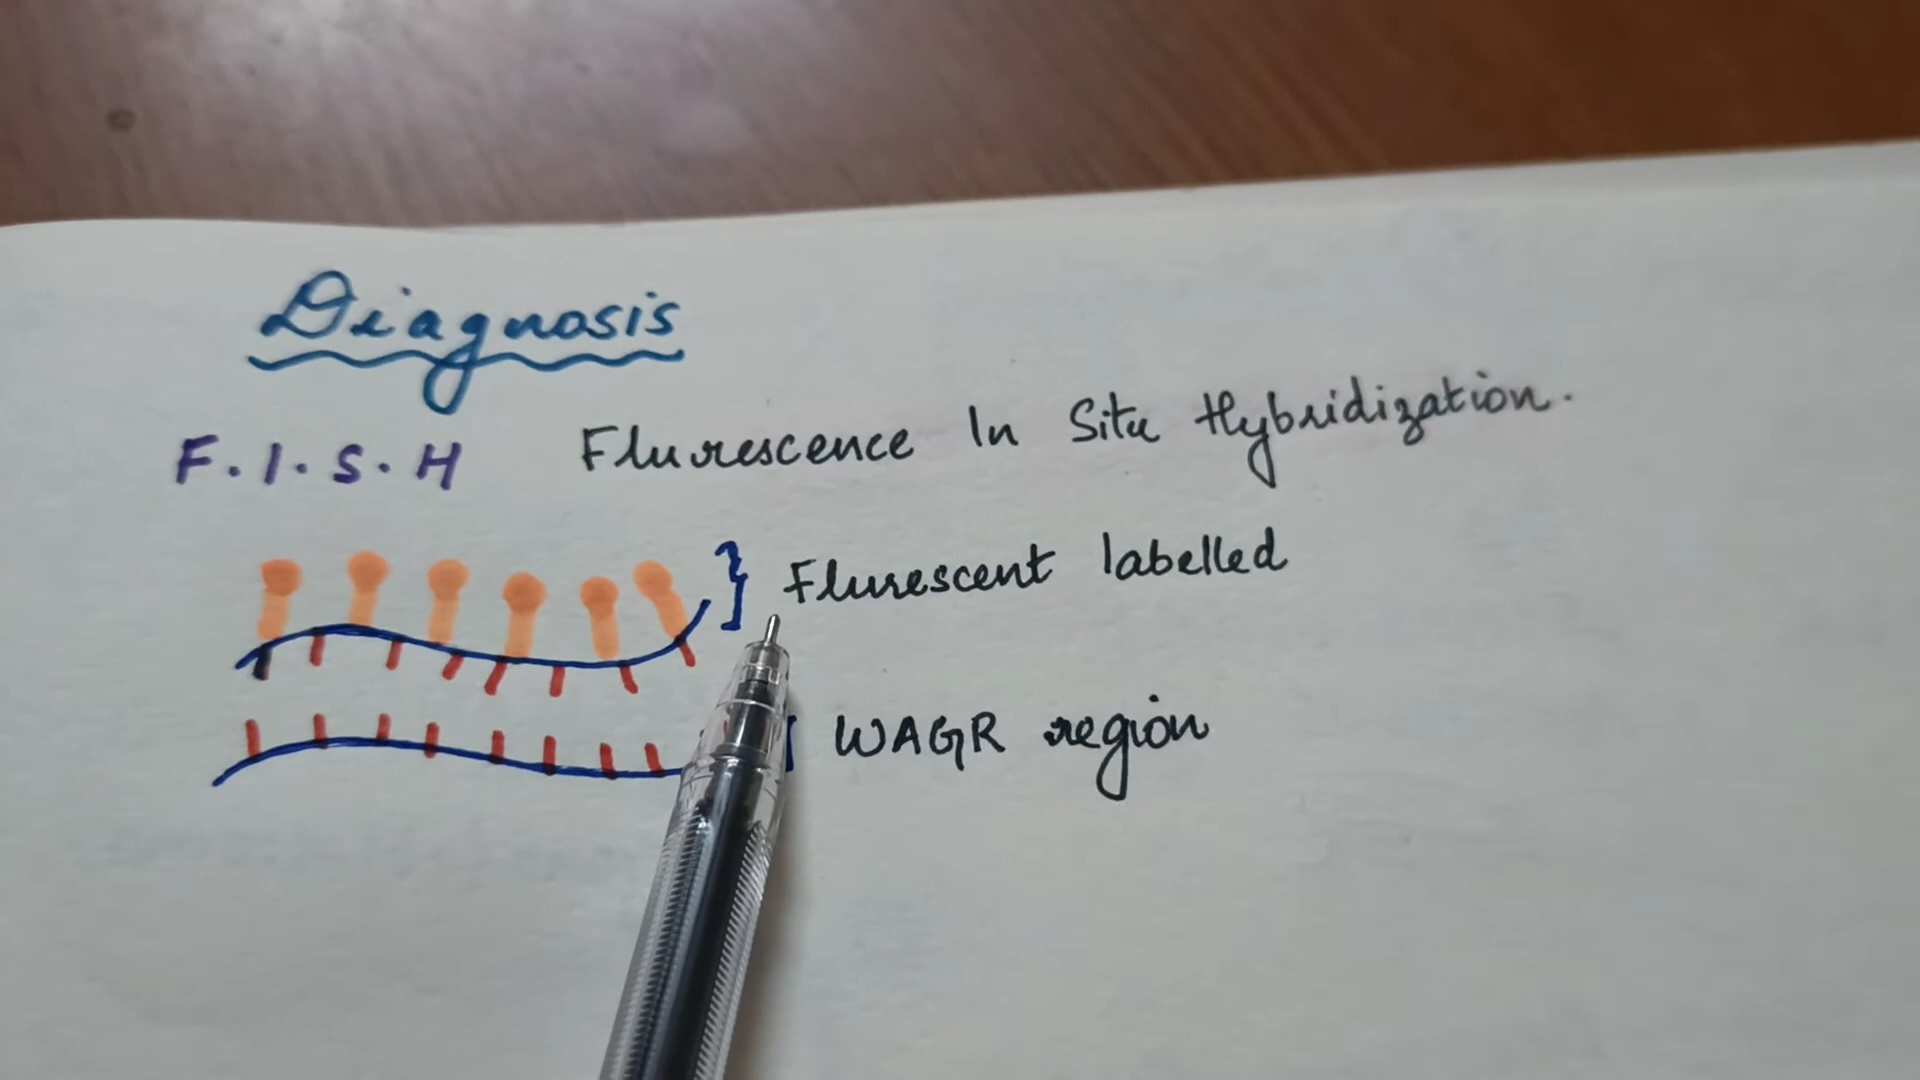 Diagnosis
F.I.S.H Flurescence In Situ Hybridization.
Flurescent labelled
WAGR region